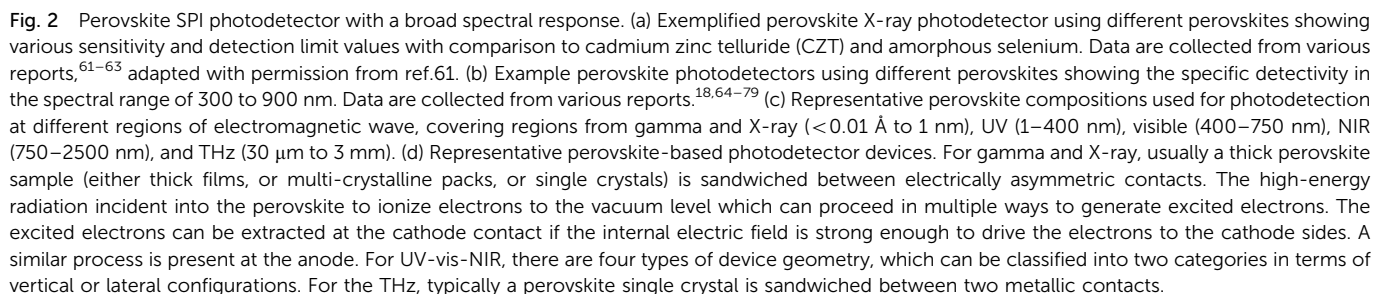 Fig. 2 Perovskite SPI photodetector with a broad spectral response. (a) Exemplified perovskite X-ray photodetector using different perovskites showing
various sensitivity and detection limit values with comparison to cadmium zinc telluride (CZT) and amorphous selenium. Data are collected from various
reports,61–63 adapted with permission from ref.61. (b) Example perovskite photodetectors using different perovskites showing the specific detectivity in
the spectral range of 300 to 900 nm. Data are collected from various reports.18,64–79 (c) Representative perovskite compositions used for photodetection
at different regions of electromagnetic wave, covering regions from gamma and X-ray (<0.01 Å to 1 nm), UV (1–400 nm), visible (400–750 nm), NIR
(750–2500 nm), and THz (30 μm to 3 mm). (d) Representative perovskite-based photodetector devices. For gamma and X-ray, usually a thick perovskite
sample (either thick films, or multi-crystalline packs, or single crystals) is sandwiched between electrically asymmetric contacts. The high-energy
radiation incident into the perovskite to ionize electrons to the vacuum level which can proceed in multiple ways to generate excited electrons. The
excited electrons can be extracted at the cathode contact if the internal electric field is strong enough to drive the electrons to the cathode sides. A
similar process is present at the anode. For UV-vis-NIR, there are four types of device geometry, which can be classified into two categories in terms of
vertical or lateral configurations. For the THz, typically a perovskite single crystal is sandwiched between two metallic contacts.